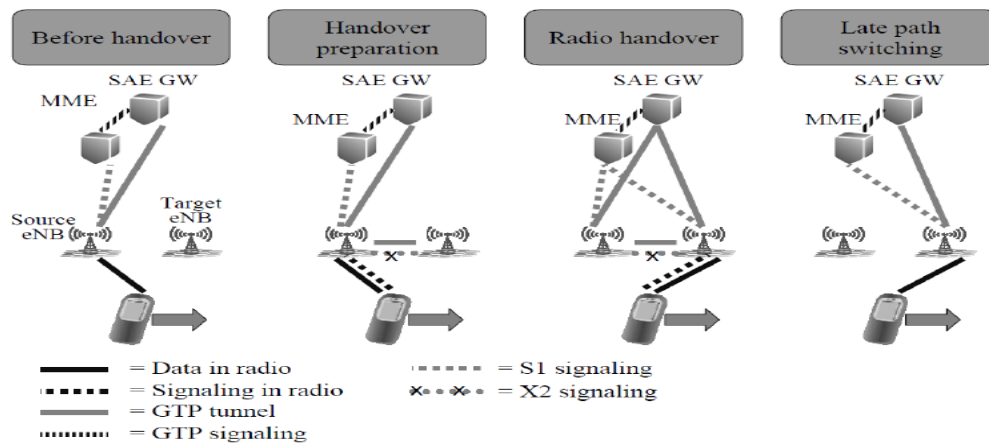 Before handover
Handover
preparation
Radio handover
Late path
switching
SAE GW
MME
Source
eNB
Target
eNB
SAE GW
MME
X
SAE GW
MME
X
SAE GW
MME
= Data in radio
= Signaling in radio
= GTP tunnel
= GTP signaling
= S1 signaling
X X = X2 signaling